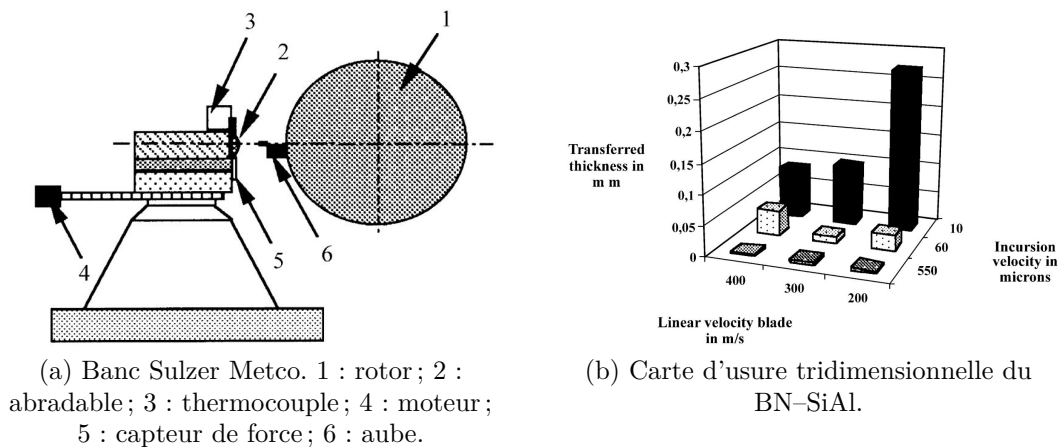 3
2
1
4
5
6
0,3
0,25
0,2
0,15
0,1
0,05
0
Transferred
thickness in
m m
400
300
200
10
60
550
Incursion
velocity in
microns
Linear velocity blade
in m/s
(a) Banc Sulzer Metco. 1 : rotor ; 2 :
abradable ; 3 : thermocouple ; 4 : moteur ;
5 : capteur de force ; 6 : aube.
(b) Carte d'usure tridimensionnelle du
BN–SiAl.